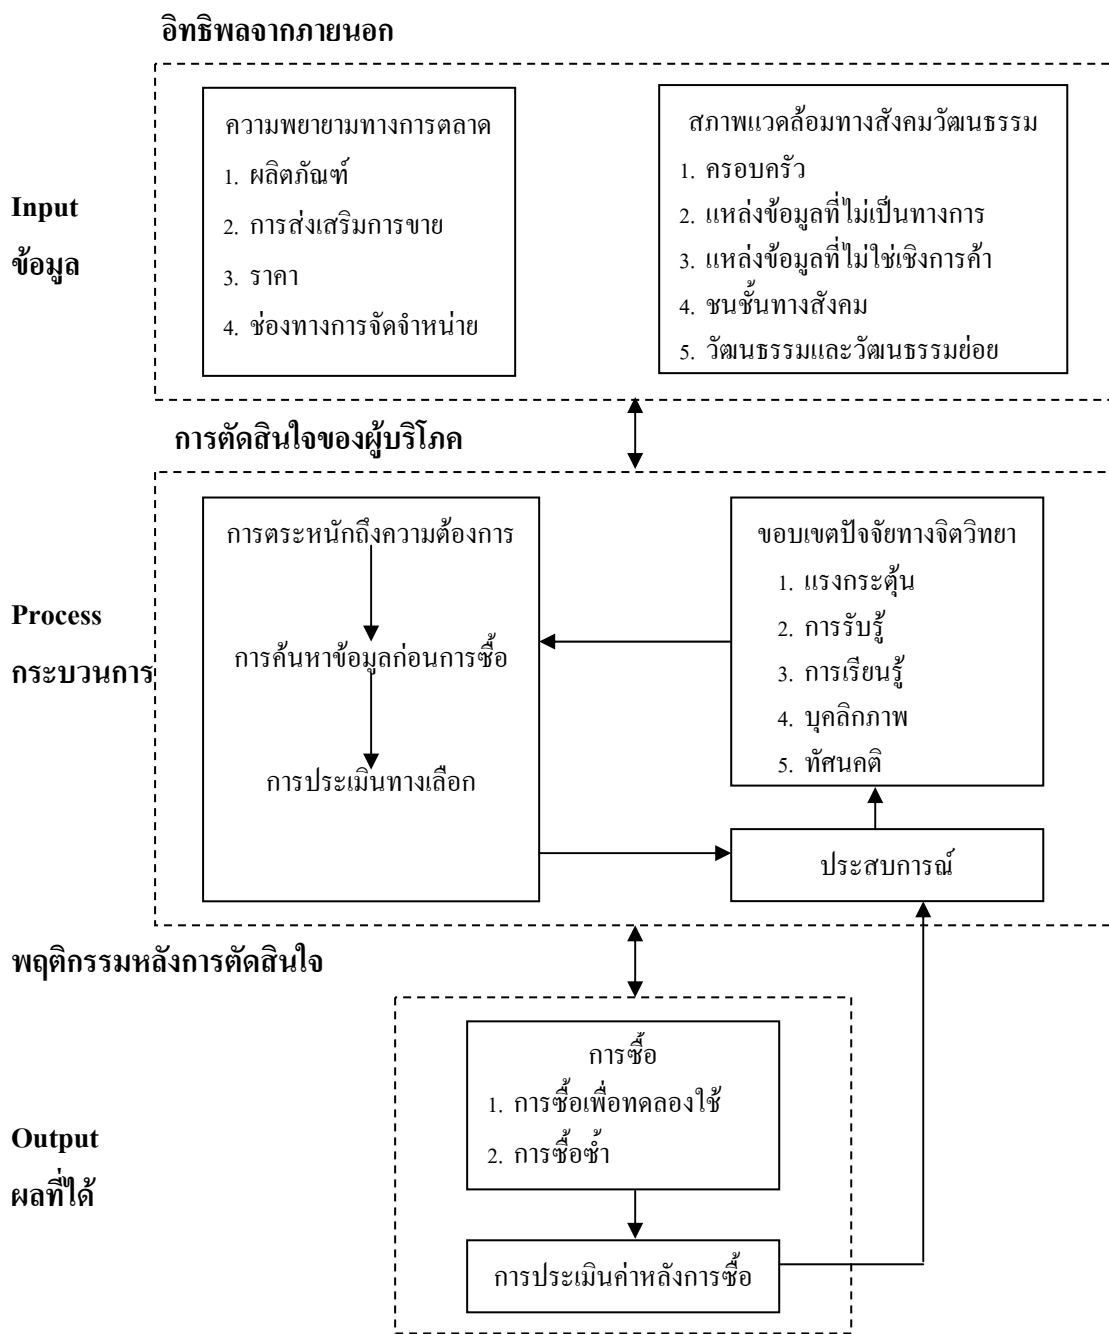 อิทธิพลจากภายนอก
ความพยายามทางการตลาด
1. ผลิตภัณฑ์
2. การส่งเสริมการขาย
3. ราคา
4. ช่องทางการจัดจำหน่าย
สภาพแวดล้อมทางสังคมวัฒนธรรม
1. ครอบครัว
2. แหล่งข้อมูลที่ไม่เป็นทางการ
3. แหล่งข้อมูลที่ไม่ใช่เชิงการค้า
4. ชนชั้นทางสังคม
5. วัฒนธรรมและวัฒนธรรมย่อย
Input
ข้อมูล
การตัดสินใจของผู้บริโภค
การตระหนักถึงความต้องการ
การค้นหาข้อมูลก่อนการซื้อ
การประเมินทางเลือก
ขอบเขตปัจจัยทางจิตวิทยา
1. แรงกระตุ้น
2. การรับรู้
3. การเรียนรู้
4. บุคลิกภาพ
5. ทัศนคติ
Process
กระบวนการ
ประสบการณ์
พฤติกรรมหลังการตัดสินใจ
การซื้อ
1. การซื้อเพื่อทดลองใช้
2. การซื้อซ้ำ
Output
ผลที่ได้
การประเมินค่าหลังการซื้อ